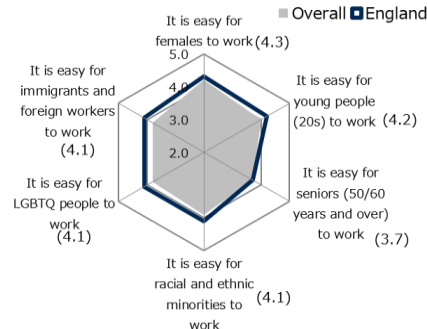 Overall England
It is easy for
females to work (4.3)
It is easy for
young people
(20s) to work (4.2)
It is easy for
seniors (50/60
years and over)
to work (3.7)
It is easy for
racial and ethnic
minorities to
work (4.1)
It is easy for
LGBTQ people to
work
(4.1)
It is easy for
immigrants and
foreign workers
to work
(4.1)
5.0
4.0
3.0
2.0